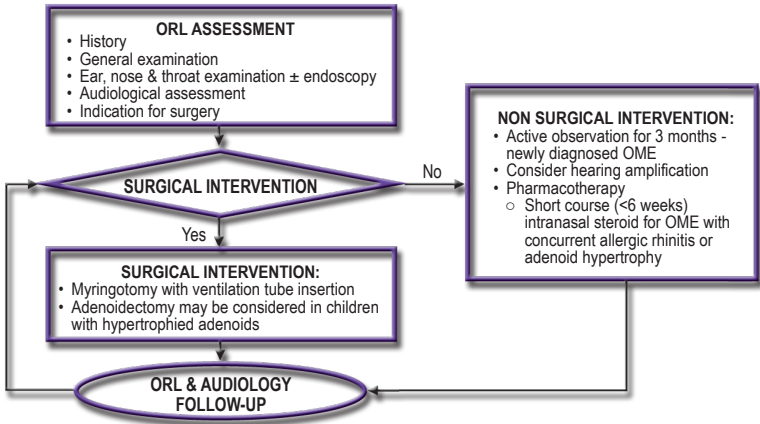 ORL ASSESSMENT
• History
• General examination
• Ear, nose & throat examination ± endoscopy
• Audiological assessment
• Indication for surgery
SURGICAL INTERVENTION
No
Yes
NON SURGICAL INTERVENTION:
• Active observation for 3 months -
newly diagnosed OME
• Consider hearing amplification
• Pharmacotherapy
○ Short course (<6 weeks)
intranasal steroid for OME with
concurrent allergic rhinitis or
adenoid hypertrophy
SURGICAL INTERVENTION:
• Myringotomy with ventilation tube insertion
• Adenoidectomy may be considered in children
with hypertrophied adenoids
ORL & AUDIOLOGY
FOLLOW-UP